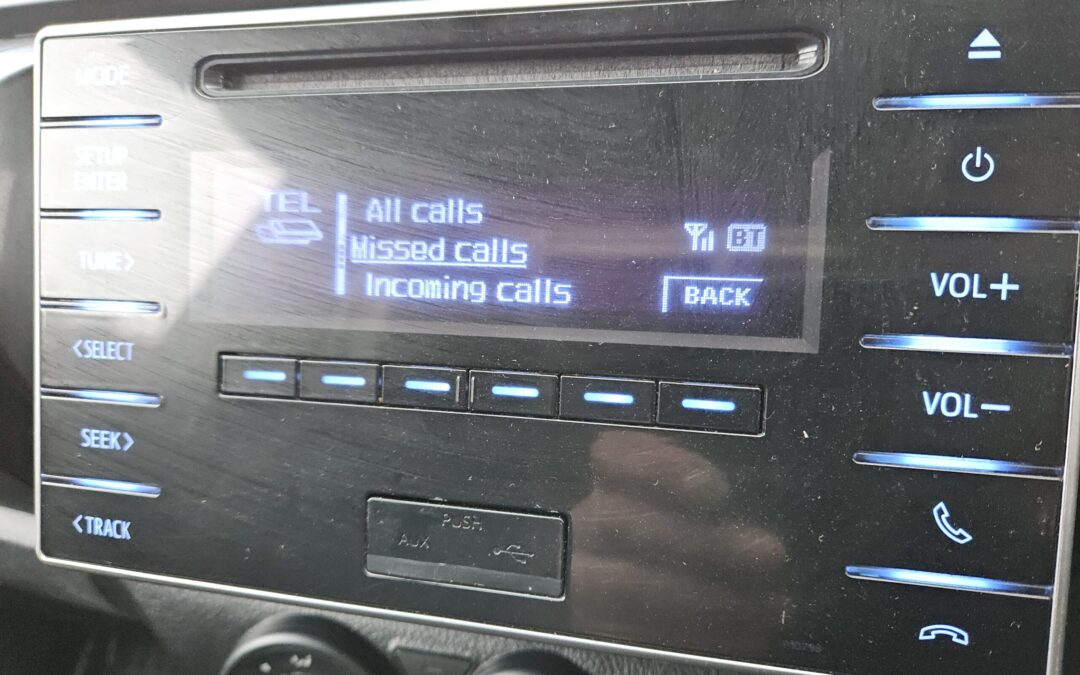 MODE
SETUP
ENTER
TUNE>
<SELECT
SEEK>
<TRACK
TEL
All calls
Missed calls
Incoming calls
BT
BACK
PUSH
AUX
VOL+
VOL-